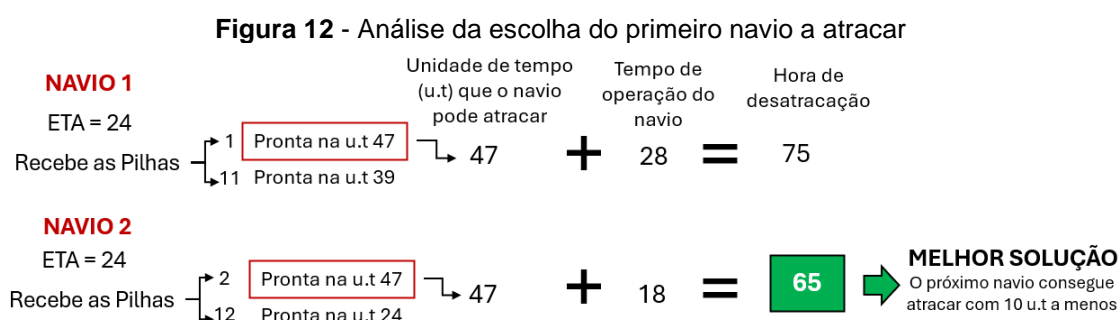 Figura 12 - Análise da escolha do primeiro navio a atracar
Unidade de tempo
(u.t) que o navio
pode atracar
Tempo de
operação do
navio
Hora de
desatracação
NAVIO 1
ETA = 24
Recebe as Pilhas
1 Pronta na u.t 47
11 Pronta na u.t 39
47 + 28 = 75
NAVIO 2
ETA = 24
Recebe as Pilhas
2 Pronta na u.t 47
12 Pronta na u.t 24
47 + 18 = 65
MELHOR SOLUÇÃO
O próximo navio consegue
atracar com 10 u.t a menos